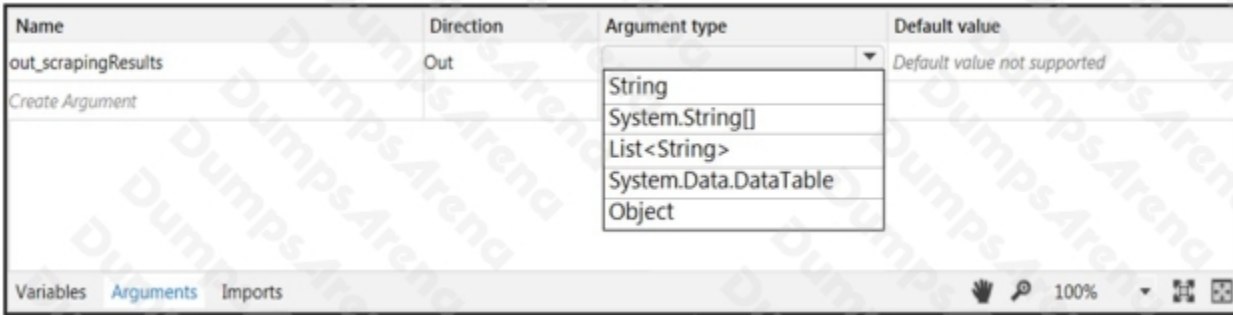 Name Direction Argument type Default value
out_scrapingResults Out Default value not supported
Create Argument
String
System.String[]
List<String>
System.Data.DataTable
Object
Variables Arguments Imports 100%
DumpsArena